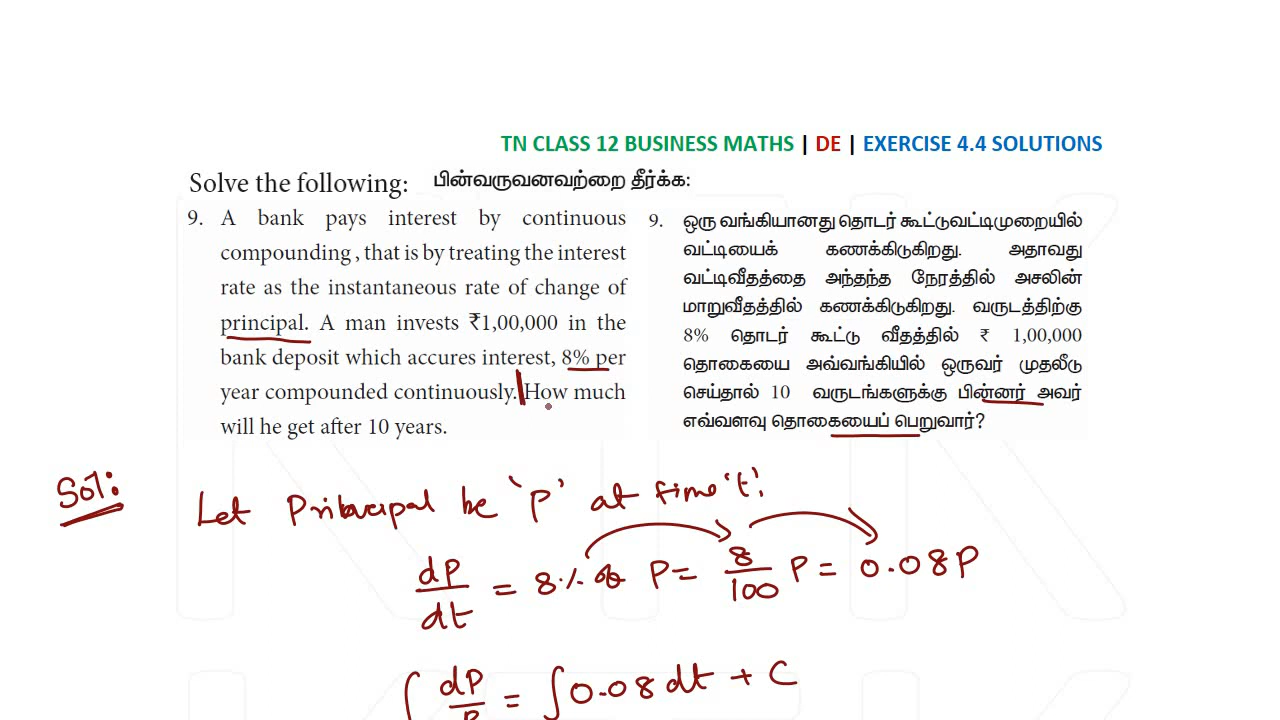 TN CLASS 12 BUSINESS MATHS | DE | EXERCISE 4.4 SOLUTIONS
Solve the following: பின்வருவனவற்றை தீர்க்க:
9. A bank pays interest by continuous
compounding , that is by treating the interest
rate as the instantaneous rate of change of
principal. A man invests ₹1,00,000 in the
bank deposit which accures interest, 8% per
year compounded continuously. How much
will he get after 10 years.
9. ஒரு வங்கியானது தொடர் கூட்டுவட்டிமுறையில்
வட்டியைக் கணக்கிடுகிறது. அதாவது
வட்டிவீதத்தை அந்தந்த நேரத்தில் அசலின்
மாறுவீதத்தில் கணக்கிடுகிறது. வருடத்திற்கு
8% தொடர் கூட்டு வீதத்தில் ₹ 1,00,000
தொகையை அவ்வங்கியில் ஒருவர் முதலீடு
செய்தால் 10 வருடங்களுக்கு பின்னர் அவர்
எவ்வளவு தொகையைப் பெறுவார்?
Sol:
Let Principal be 'P' at time 't'.
dP/dt = 8% P = 8/100 P = 0.08P
∫ dP/P = ∫ 0.08 dt + C